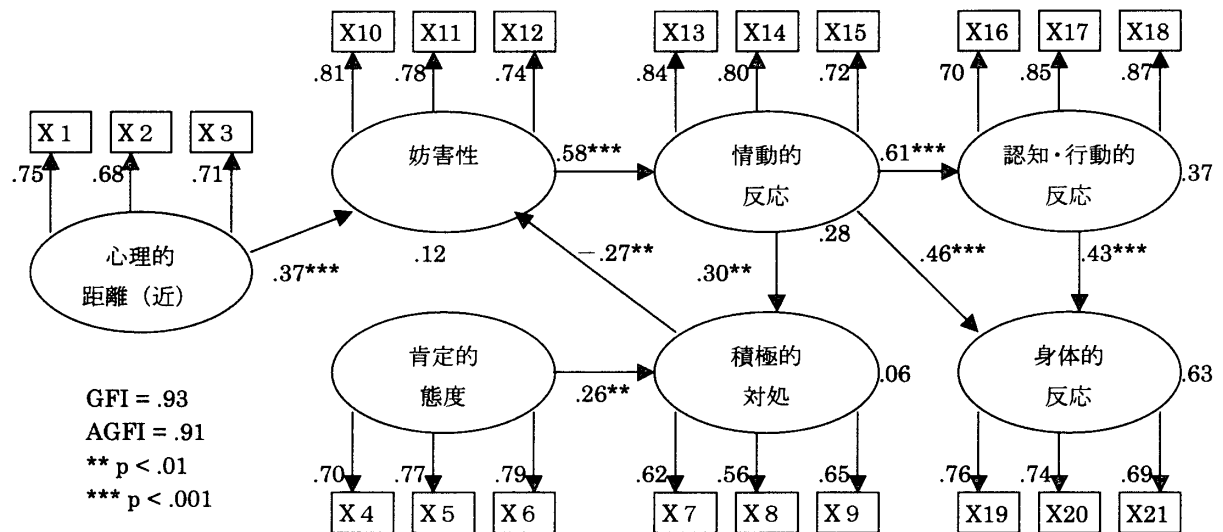 X10 X11 X12 X13 X14 X15 X16 X17 X18
.81 .78 .74 .84 .80 .72 70 .85 .87
X1 X2 X3
.75 .68 .71
妨害性
.58***
情動的
反応
.61***
認知・行動的
反応
.37
心理的
距離（近）
.37***
.12
−.27**
.30**
.28
.46***
.43***
肯定的
態度
.26**
積極的
対処
.06
身体的
反応
.63
GFI = .93
AGFI = .91
** p < .01
*** p < .001
.70 .77 .79 .62 .56 .65 .76 .74 .69
X4 X5 X6 X7 X8 X9 X19 X20 X21